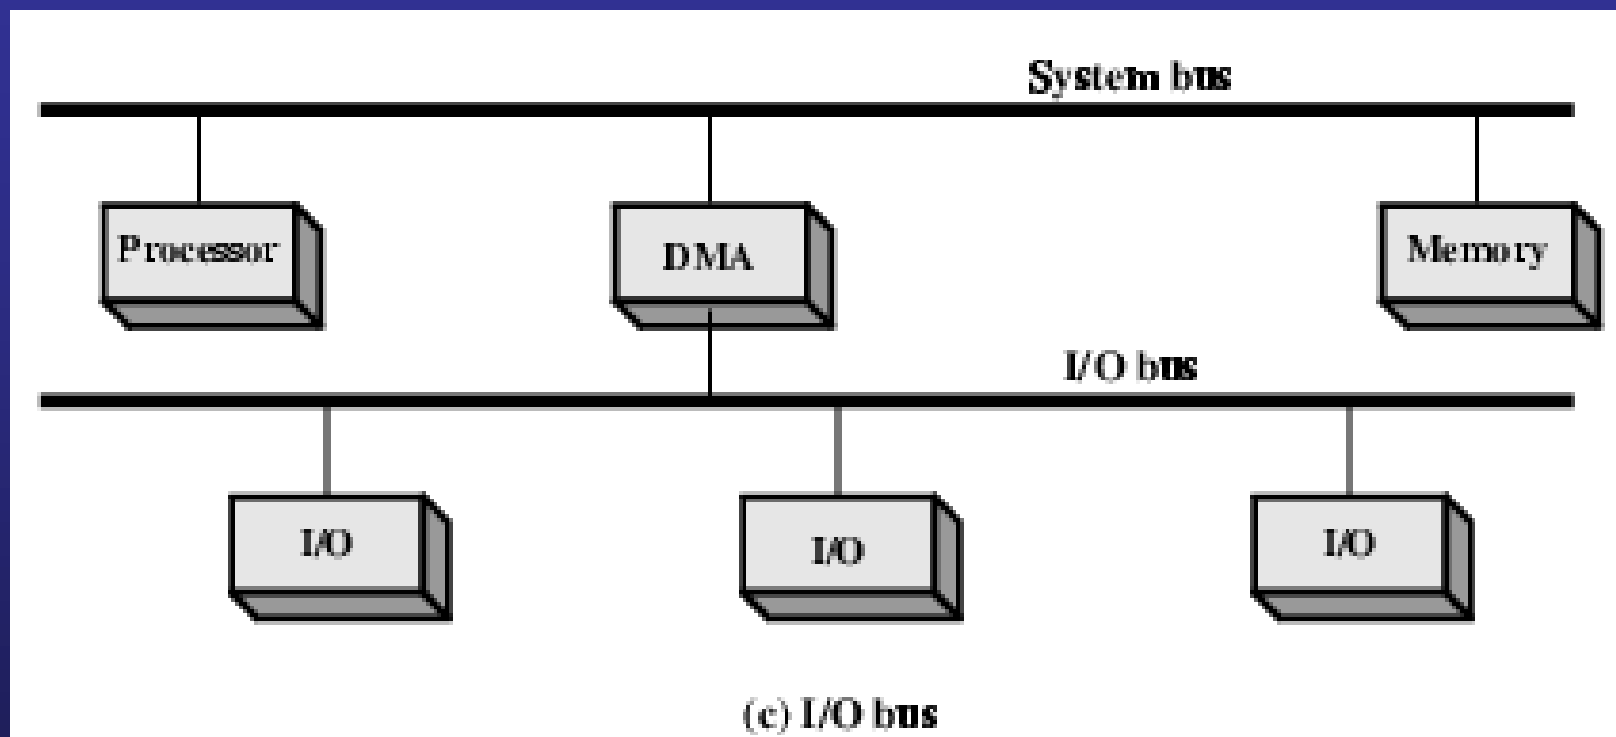 System bus
Processor
DMA
Memory
I/O bus
I/O
I/O
I/O
(c) I/O bus